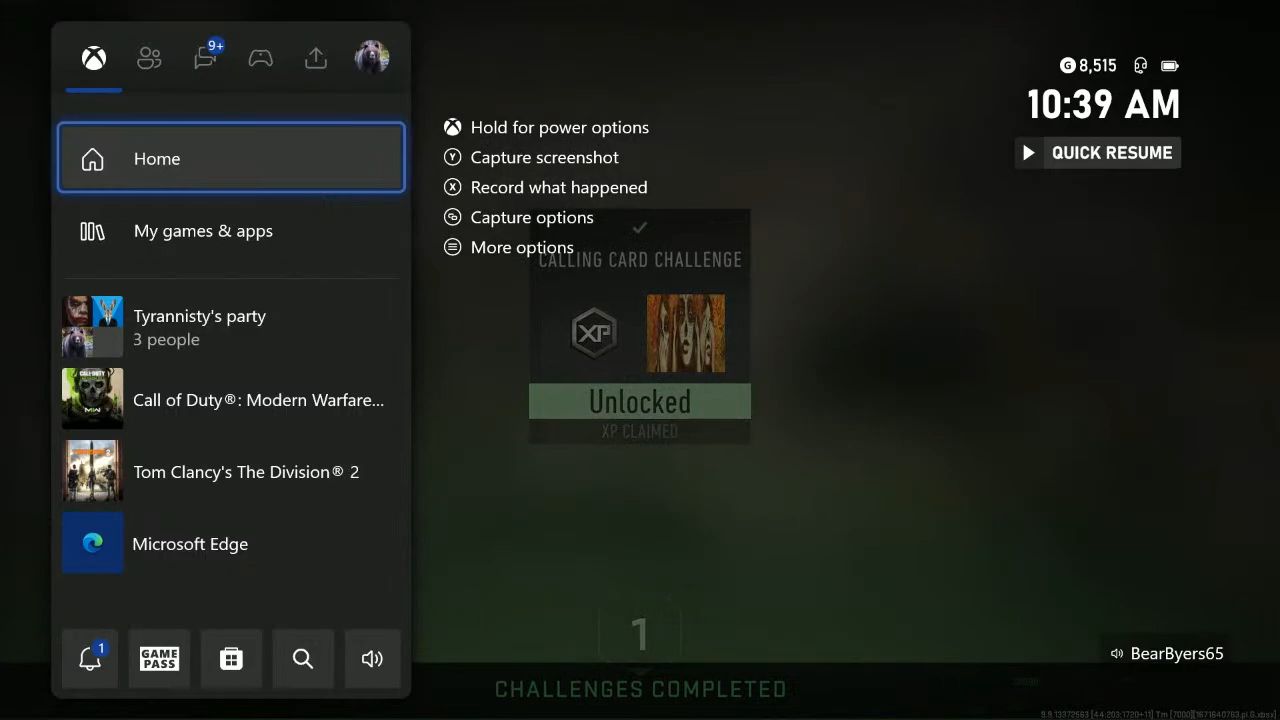 9+
Home
My games & apps
Tyrannisty's party
3 people
Call of Duty®: Modern Warfare...
Tom Clancy's The Division® 2
Microsoft Edge
1
GAME
PASS
Hold for power options
Y Capture screenshot
X Record what happened
Capture options
More options
CALLING CARD CHALLENGE
XP
Unlocked
XP CLAIMED
1
CHALLENGES COMPLETED
G 8,515
10:39 AM
QUICK RESUME
BearByers65